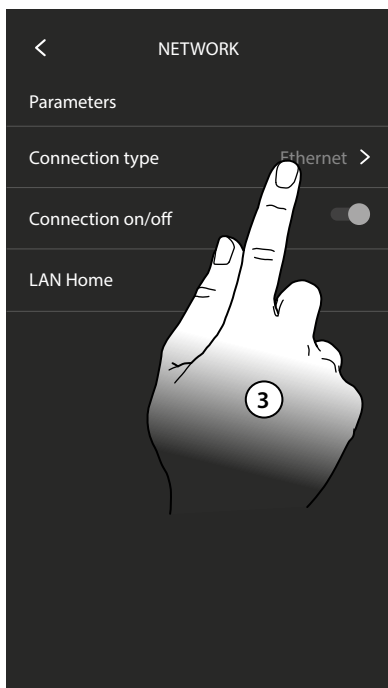 NETWORK
Parameters
Connection type Ethernet
Connection on/off
LAN Home
3